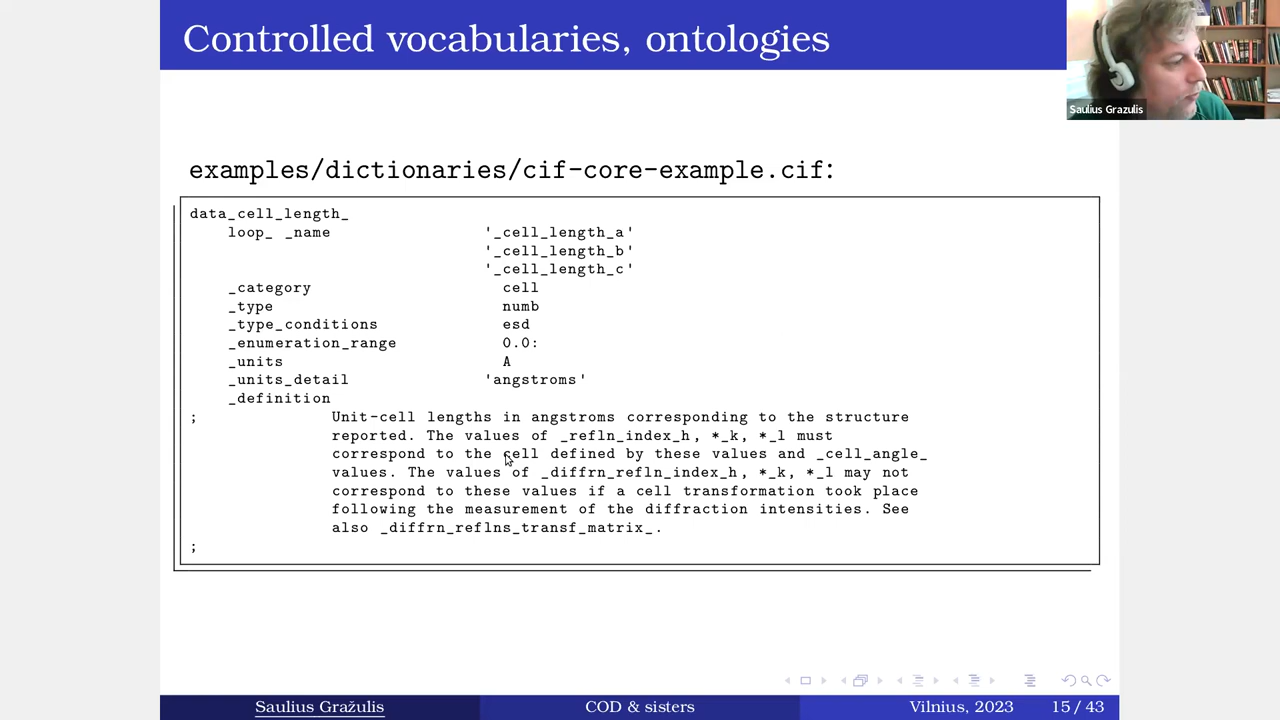 Controlled vocabularies, ontologies
Saulius Grazulis
examples/dictionaries/cif-core-example.cif:
data_cell_length_
loop_ _name '_cell_length_a'
'_cell_length_b'
'_cell_length_c'
_category cell
_type numb
_type_conditions esd
_enumeration_range 0.0:
_units A
_units_detail 'angstroms'
_definition
; Unit-cell lengths in angstroms corresponding to the structure
reported. The values of _refln_index_h, *_k, *_l must
correspond to the cell defined by these values and _cell_angle_
values. The values of _diffrn_refln_index_h, *_k, *_l may not
correspond to these values if a cell transformation took place
following the measurement of the diffraction intensities. See
also _diffrn_reflns_transf_matrix_.
;
Saulius Gražulis COD & sisters Vilnius, 2023 15 / 43